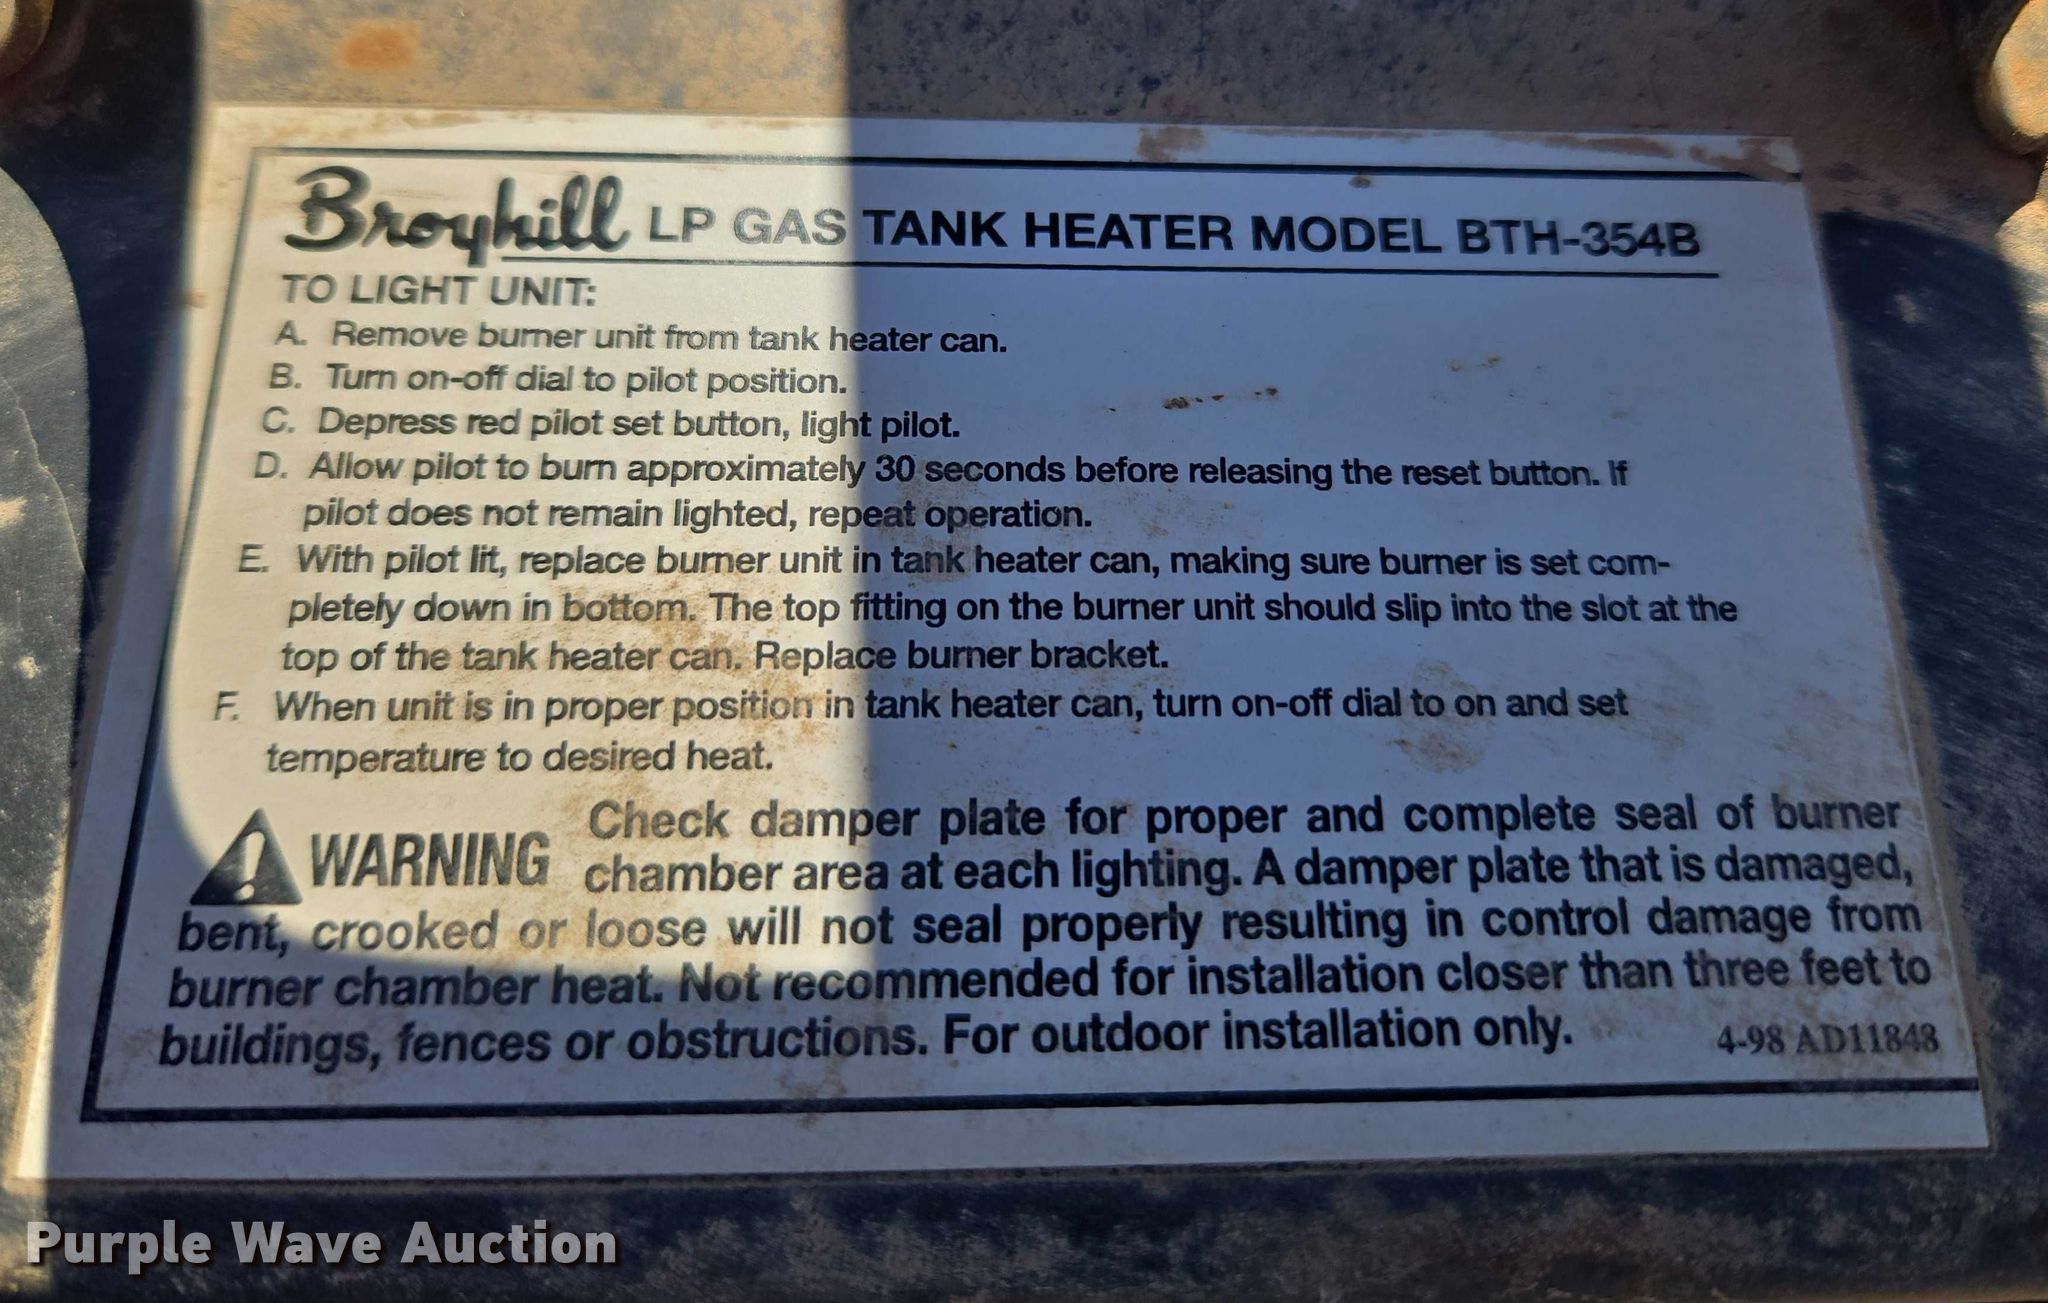 Broyhill LP GAS TANK HEATER MODEL BTH-354B
TO LIGHT UNIT:
A. Remove burner unit from tank heater can.
B. Turn on-off dial to pilot position.
C. Depress red pilot set button, light pilot.
D. Allow pilot to burn approximately 30 seconds before releasing the reset button. If
pilot does not remain lighted, repeat operation.
E. With pilot lit, replace burner unit in tank heater can, making sure burner is set com-
pletely down in bottom. The top fitting on the burner unit should slip into the slot at the
top of the tank heater can. Replace burner bracket.
F. When unit is in proper position in tank heater can, turn on-off dial to on and set
temperature to desired heat.
WARNING Check damper plate for proper and complete seal of burner
chamber area at each lighting. A damper plate that is damaged,
bent, crooked or loose will not seal properly resulting in control damage from
burner chamber heat. Not recommended for installation closer than three feet to
buildings, fences or obstructions. For outdoor installation only. 4-98 AD11848
Purple Wave Auction